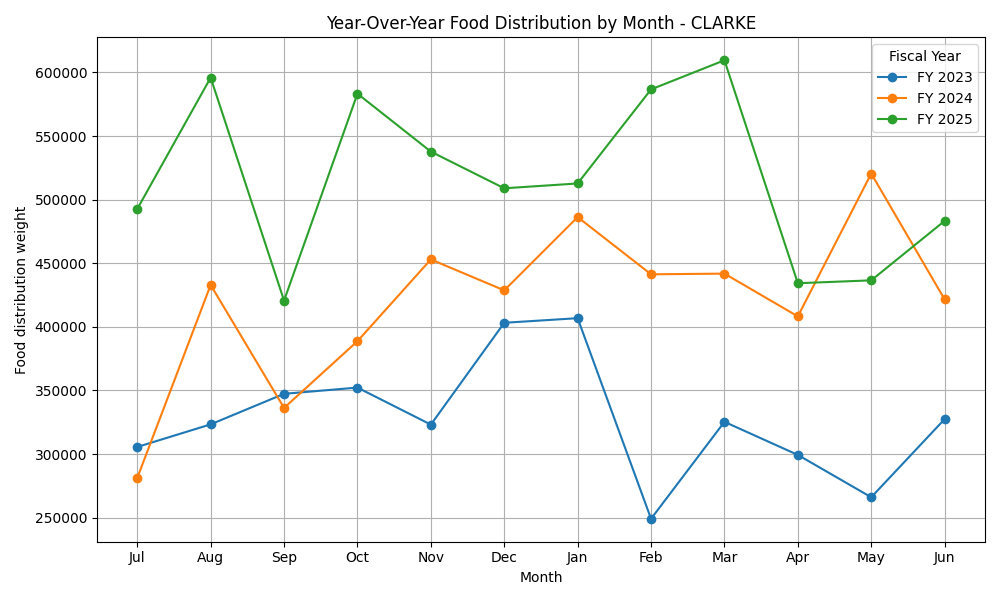 Year-Over-Year Food Distribution by Month - CLARKE
Fiscal Year
FY 2023
FY 2024
FY 2025
600000
550000
500000
450000
400000
350000
300000
250000
Food distribution weight
Jul Aug Sep Oct Nov Dec Jan Feb Mar Apr May Jun
Month